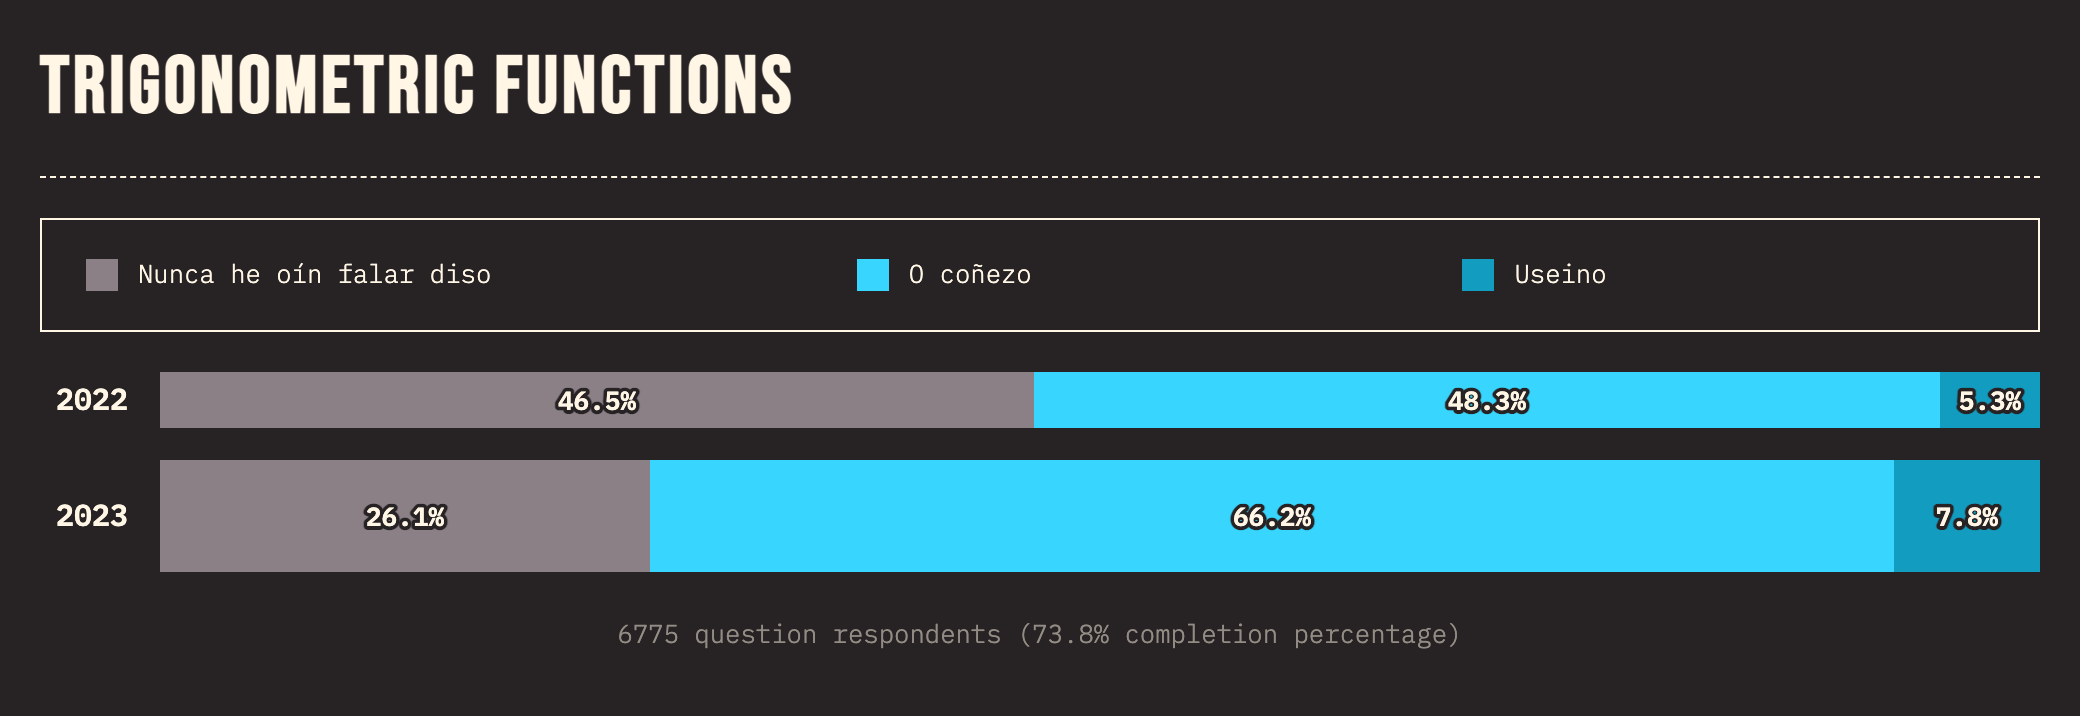 TRIGONOMETRIC FUNCTIONS
Nunca he oín falar diso
O coñezo
Useino
2022 46.5% 48.3% 5.3%
2023 26.1% 66.2% 7.8%
6775 question respondents (73.8% completion percentage)